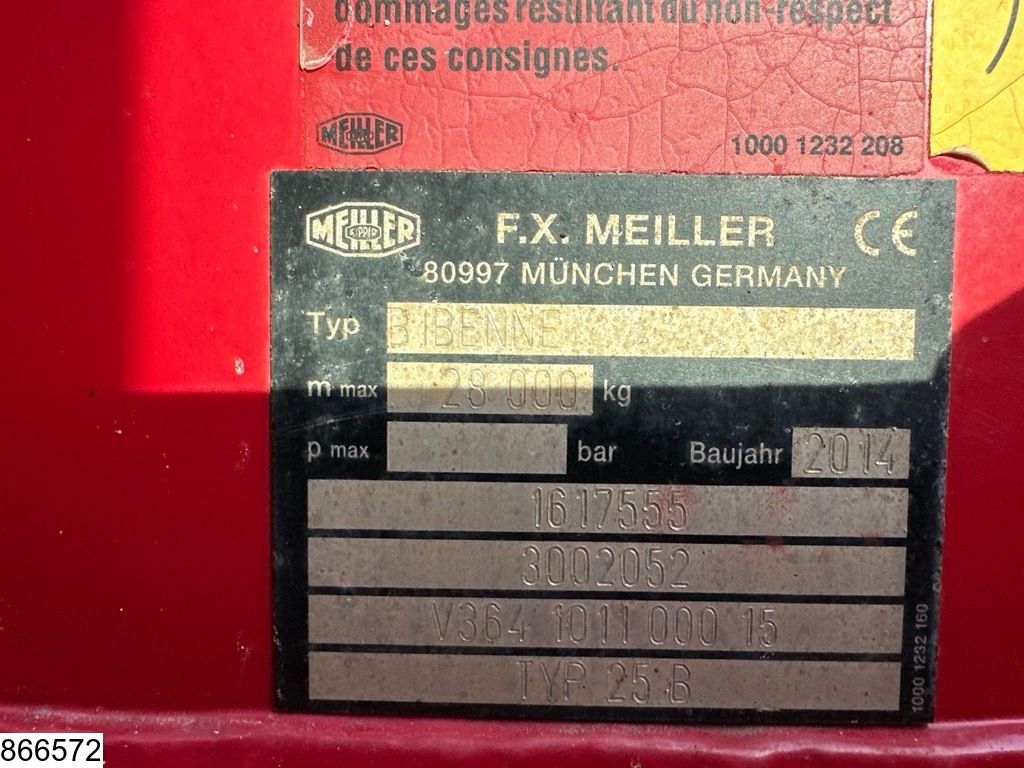 dommages résultant du non-respect
de ces consignes.
MEILLER
1000 1232 208
MEILLER
KIPPER
F.X. MEILLER
CE
80997 MÜNCHEN GERMANY
Typ BIBENNE
m max 28 000 kg
p max bar Baujahr 2014
1617555
3002052
V364 1011 000 15
TYP 25 B
1000 1232 160
866572